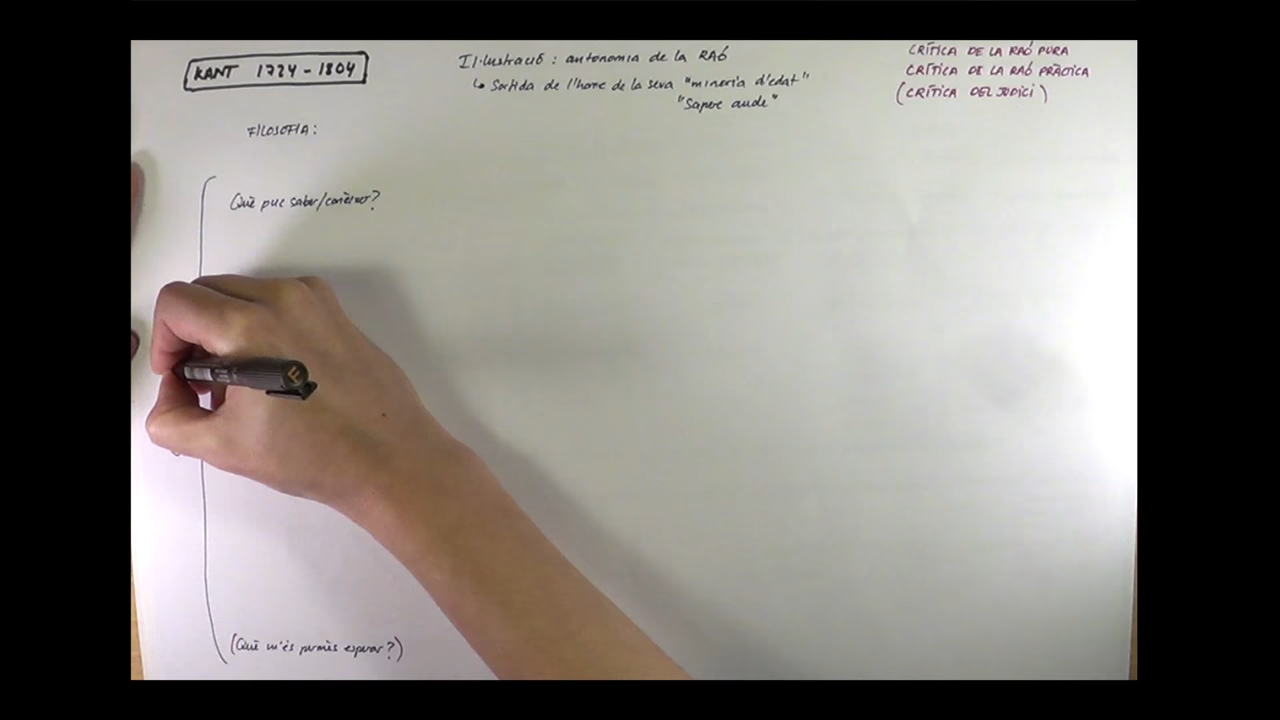 KANT 1724-1804
Il·lustració: autonomia de la RAÓ
↳ Sortida de l'home de la seva "minoria d'edat"
"Sapere aude"
CRÍTICA DE LA RAÓ PURA
CRÍTICA DE LA RAÓ PRÀCTICA
(CRÍTICA DEL JUDICI)
FILOSOFIA:
Què puc saber/conèixer?
(Què m'és permès esperar?)
F